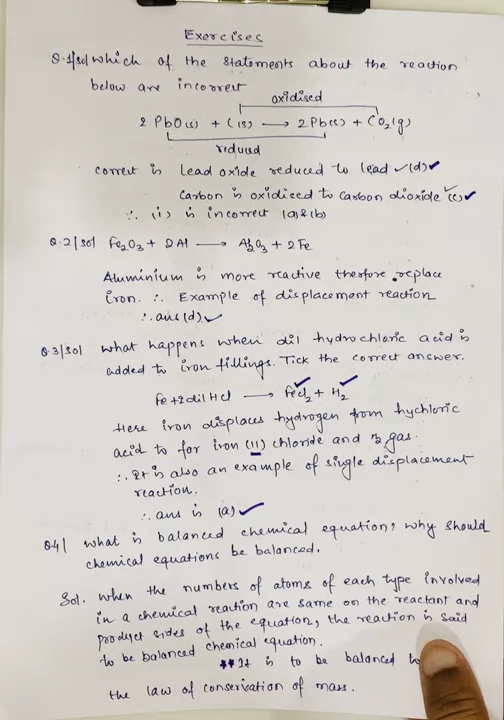 Exercises
Q.1/sol which of the statements about the reaction
below are incorrect
oxidised
2 PbO(s) + C(s) → 2 Pb(s) + CO2(g)
reduced
correct is Lead oxide reduced to lead ✓(d)✓
Carbon is oxidised to Carbon dioxide ✓(c)✓
∴ (i) is incorrect (a)&(b)
Q.2/sol Fe2O3 + 2Al → Al2O3 + 2Fe
Aluminium is more reactive therfore replace
iron. ∴ Example of displacement reaction
∴ ans (d) ✓
Q.3/sol what happens when dil hydrochloric acid is
added to iron fillings. Tick the correct answer.
Fe + 2dil HCl → FeCl2 + H2
Here iron displaces hydrogen from hychloric
acid to for iron (II) chloride and H2 gas.
∴ It is also an example of single displacement
reaction.
∴ ans is (a) ✓
Q4/ what is balanced chemical equation? why should
chemical equations be balanced.
Sol. when the numbers of atoms of each type involved
in a chemical reation are same on the reactant and
product sides of the equation, the reaction is said
to be balanced chemical equation.
** It is to be balanced
the law of conservation of mass.